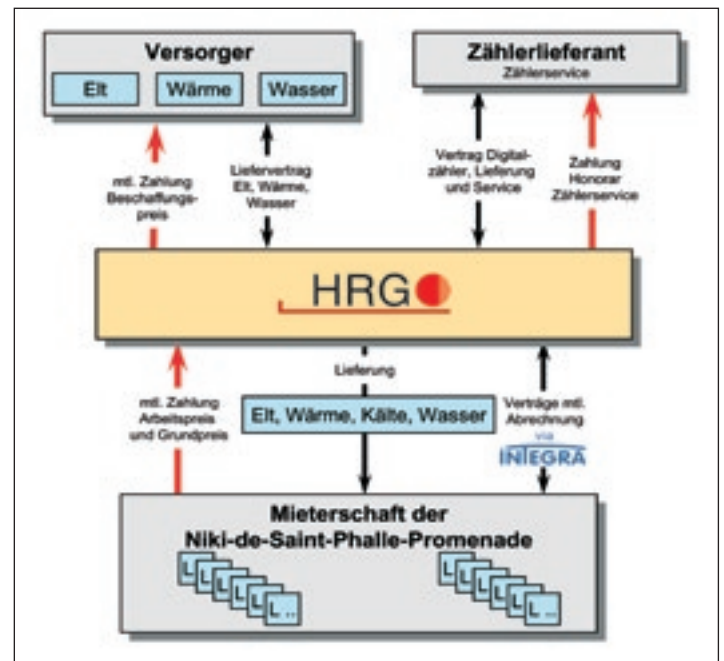 Versorger
Elt
Wärme
Wasser
Zählerlieferant
Zählerservice
mtl. Zahlung
Beschaffungs-
preis
Liefervertrag
Elt, Wärme,
Wasser
Vertrag Digital-
zähler, Lieferung
und Service
Zahlung
Honorar
Zählerservice
HRG
mtl. Zahlung
Arbeitspreis
und Grundpreis
Lieferung
Elt, Wärme, Kälte, Wasser
Verträge mtl.
Abrechnung
via
INTEGRA
Mieterschaft der
Niki-de-Saint-Phalle-Promenade
L
L
L
L
L
L ..
L
L
L
L
L
L ..